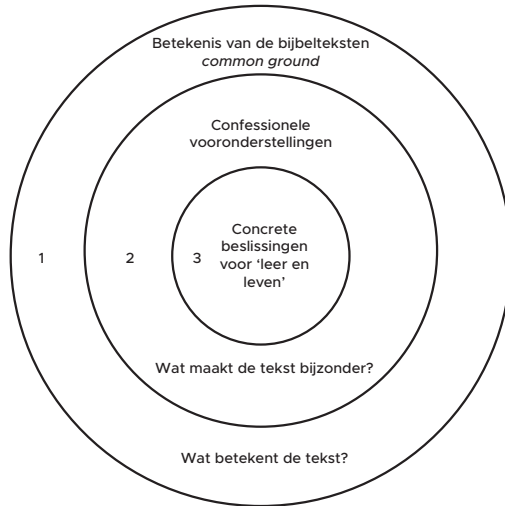 Betekenis van de bijbelteksten
common ground
Confessionele
vooronderstellingen
Concrete
beslissingen
voor ‘leer en
leven’
1
2
3
Wat maakt de tekst bijzonder?
Wat betekent de tekst?